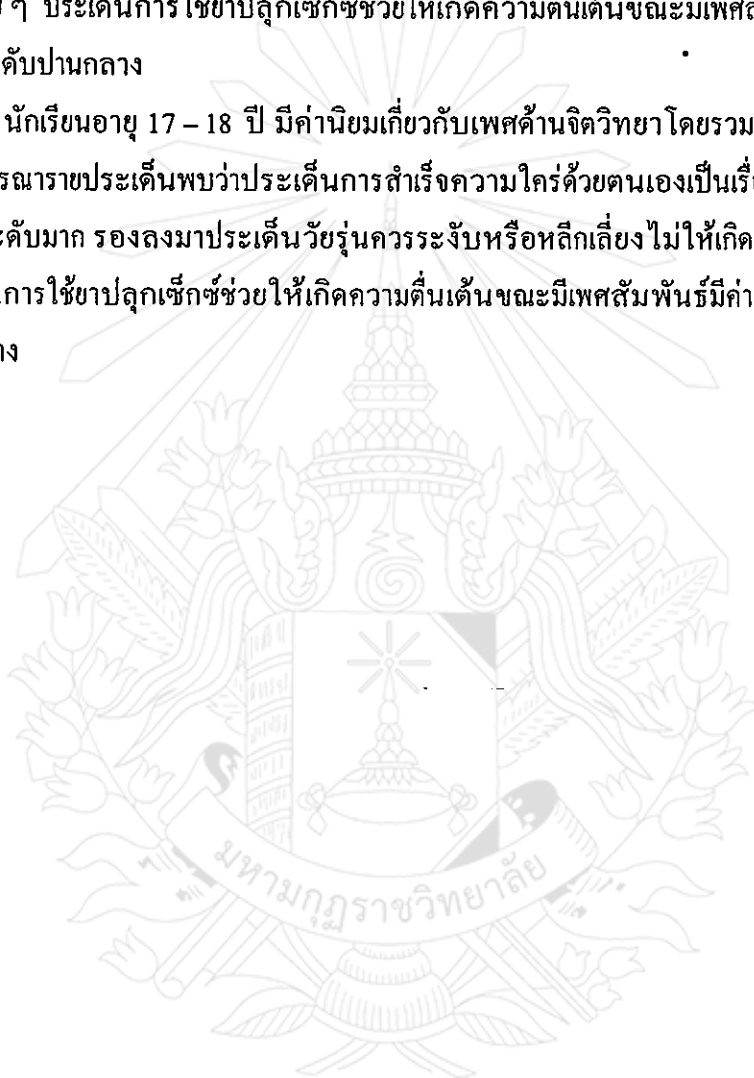 ๆ ประเด็นการใช้ยาปลุกเซ็กซ์ช่วยให้เกิดความตื่นเต้นขณะมีเพศ
ดับปานกลาง
นักเรียนอายุ 17 – 18 ปี มีค่านิยมเกี่ยวกับเพศด้านจิตวิทยาโดยรวม
รณารายประเด็นพบว่าประเด็นการสำเร็จความใคร่ด้วยตนเองเป็นเรื่
ะดับมาก รองลงมาประเด็นวัยรุ่นควรระงับหรือหลีกเลี่ยงไม่ให้เกิด
การใช้ยาปลุกเซ็กซ์ช่วยให้เกิดความตื่นเต้นขณะมีเพศสัมพันธ์มีค่า
าง
มหามกุฏราชวิทยาลัย